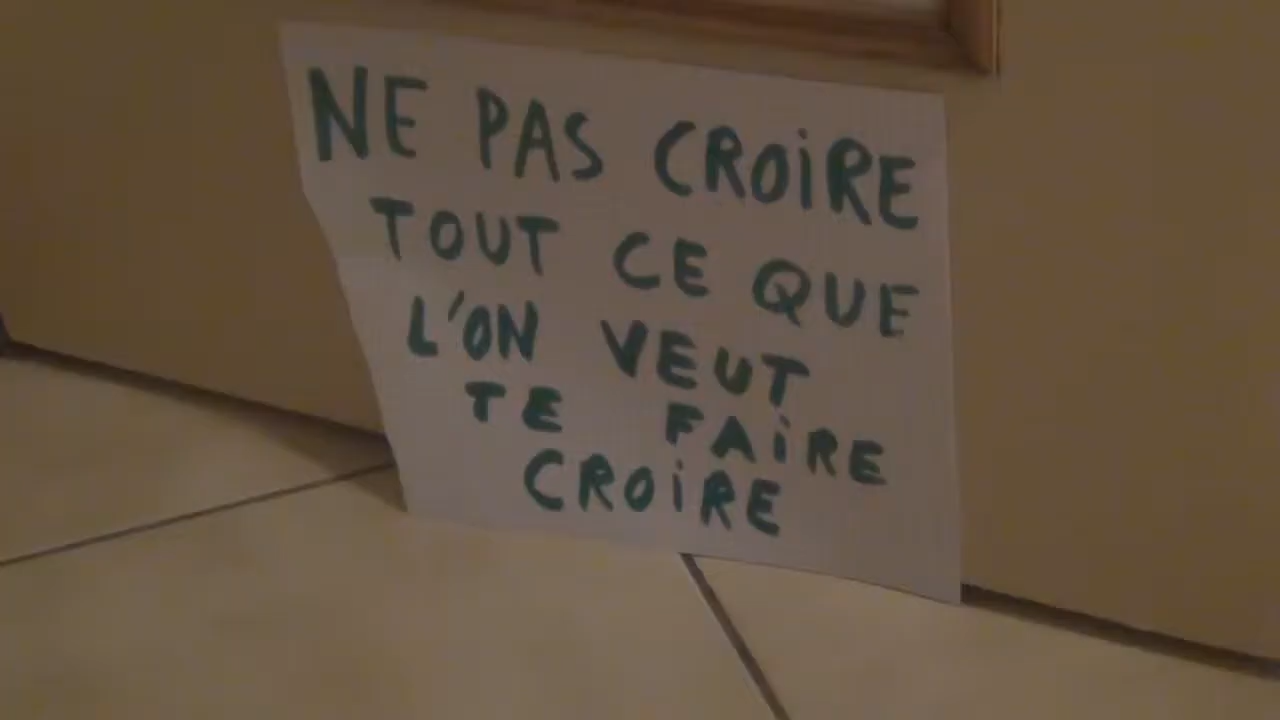 NE PAS CROiRE
TOUT CE QUE
L'ON VEUT
TE FAiRE
CROiRE